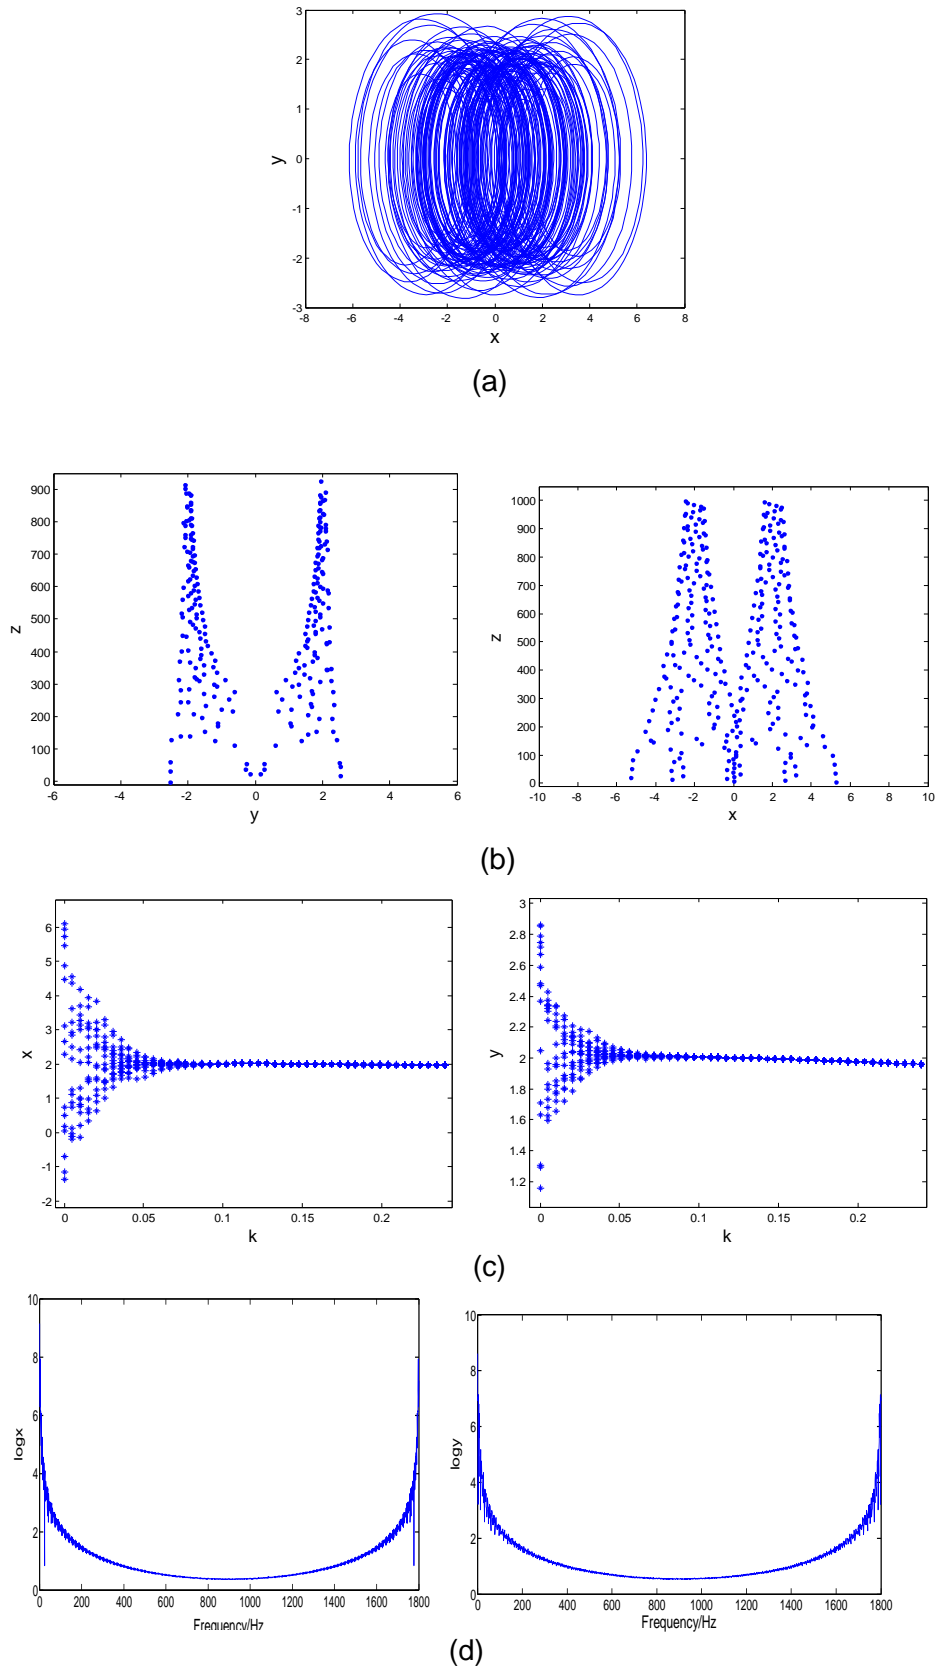 3
2
1
0
-1
-2
-3
y
-8 -6 -4 -2 0 2 4 6 8
x
(a)
900
800
700
600
500
400
300
200
100
0
z
-6 -4 -2 0 2 4 6
y
1000
900
800
700
600
500
400
300
200
100
0
z
-10 -8 -6 -4 -2 0 2 4 6 8 10
x
(b)
6
5
4
3
2
1
0
-1
-2
x
0 0.05 0.1 0.15 0.2
k
3
2.8
2.6
2.4
2.2
2
1.8
1.6
1.4
1.2
y
0 0.05 0.1 0.15 0.2
k
(c)
10
8
6
4
2
0
logx
0 200 400 600 800 1000 1200 1400 1600 1800
Frequency/Hz
10
8
6
4
2
0
logy
0 200 400 600 800 1000 1200 1400 1600 1800
Frequency/Hz
(d)